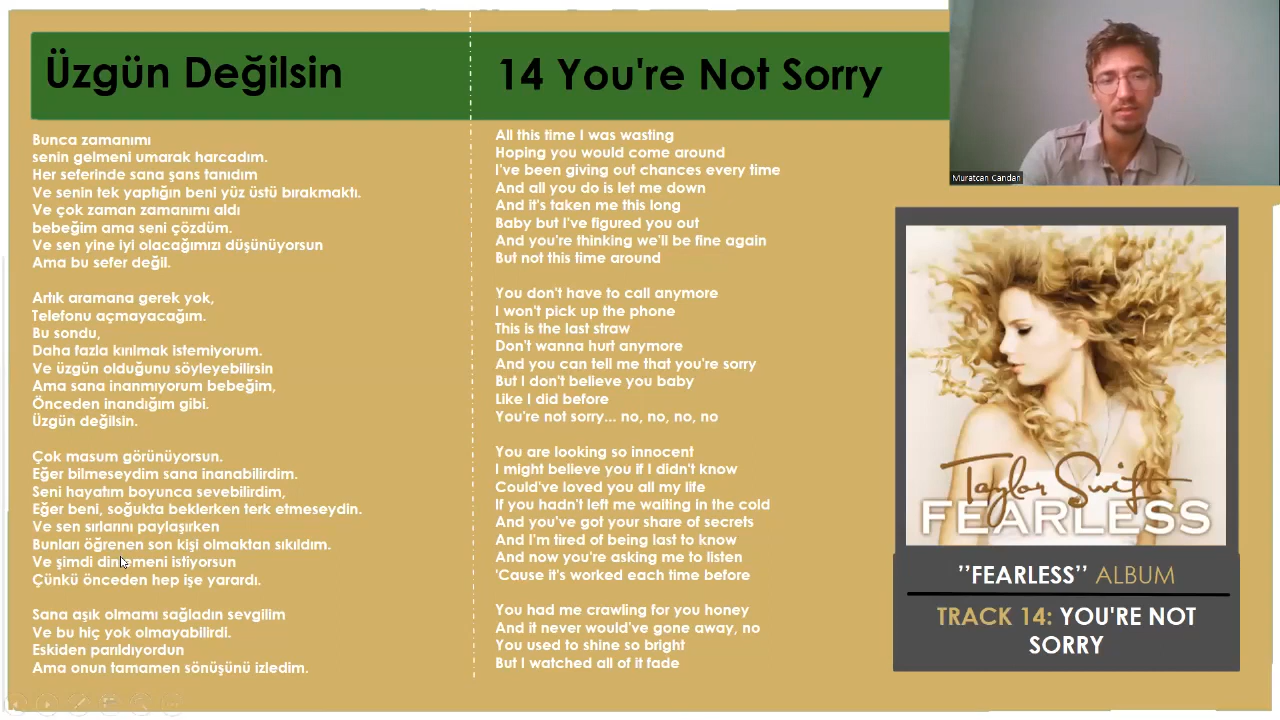 Üzgün Değilsin
Bunca zamanımı
senin gelmeni umarak harcadım.
Her seferinde sana şans tanıdım
Ve senin tek yaptığın beni yüz üstü bırakmaktı.
Ve çok zaman zamanımı aldı
bebeğim ama seni çözdüm.
Ve sen yine iyi olacağımızı düşünüyorsun
Ama bu sefer değil.
Artık aramana gerek yok,
Telefonu açmayacağım.
Bu sondu,
Daha fazla kırılmak istemiyorum.
Ve üzgün olduğunu söyleyebilirsin
Ama sana inanmıyorum bebeğim,
Önceden inandığım gibi.
Üzgün değilsin.
Çok masum görünüyorsun.
Eğer bilmeseydim sana inanabilirdim.
Seni hayatım boyunca sevebilirdim,
Eğer beni, soğukta beklerken terk etmeseydin.
Ve sen sırlarını paylaşırken
Bunları öğrenen son kişi olmaktan sıkıldım.
Ve şimdi dinlememi istiyorsun
Çünkü önceden hep işe yarardı.
Sana aşık olmamı sağladın sevgilim
Ve bu hiç yok olmayabilirdi.
Eskiden parıldıyordun
Ama onun tamamen sönüşünü izledim.
14 You're Not Sorry
All this time I was wasting
Hoping you would come around
I've been giving out chances every time
And all you do is let me down
And it's taken me this long
Baby but I've figured you out
And you're thinking we'll be fine again
But not this time around
You don't have to call anymore
I won't pick up the phone
This is the last straw
Don't wanna hurt anymore
And you can tell me that you're sorry
But I don't believe you baby
Like I did before
You're not sorry... no, no, no, no
You are looking so innocent
I might believe you if I didn't know
Could've loved you all my life
If you hadn't left me waiting in the cold
And you've got your share of secrets
And I'm tired of being last to know
And now you're asking me to listen
'Cause it's worked each time before
You had me crawling for you honey
And it never would've gone away, no
You used to shine so bright
But I watched all of it fade
Muratcan Candan
Taylor Swift
FEARLESS
’’FEARLESS’’ ALBUM
TRACK 14: YOU'RE NOT
SORRY